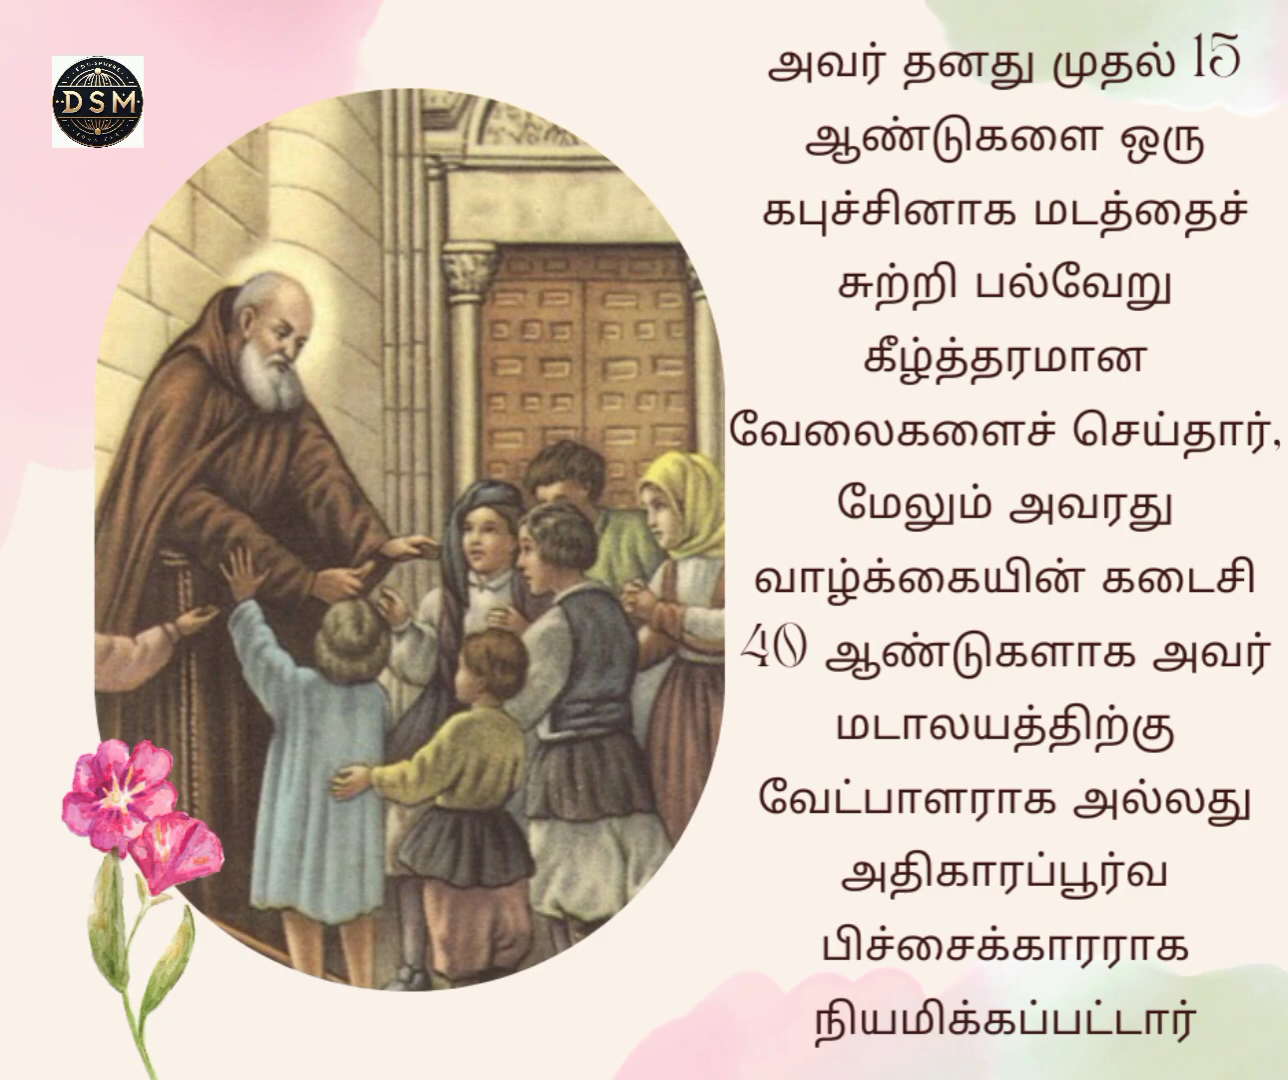 DSM
அவர் தனது முதல் 15
ஆண்டுகளை ஒரு
கபுச்சினாக மடத்தைச்
சுற்றி பல்வேறு
கீழ்த்தரமான
வேலைகளைச் செய்தார்,
மேலும் அவரது
வாழ்க்கையின் கடைசி
40 ஆண்டுகளாக அவர்
மடாலயத்திற்கு
வேட்பாளராக அல்லது
அதிகாரப்பூர்வ
பிச்சைக்காரராக
நியமிக்கப்பட்டார்